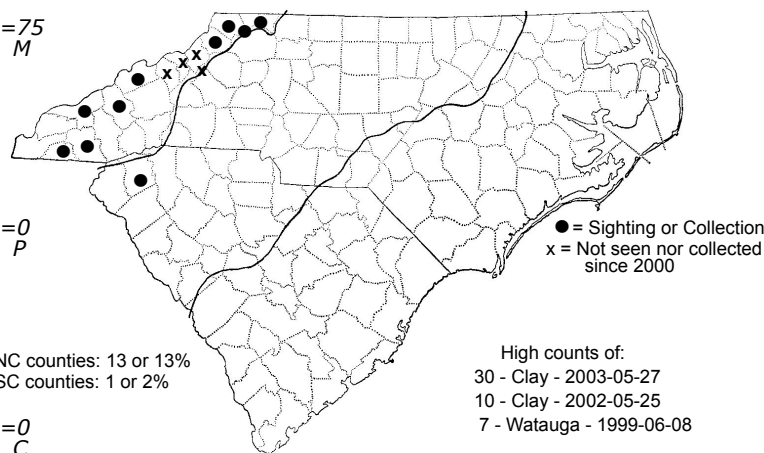 =75
M
=0
P
● = Sighting or Collection
x = Not seen nor collected
since 2000
NC counties: 13 or 13%
SC counties: 1 or 2%
High counts of:
30 - Clay - 2003-05-27
10 - Clay - 2002-05-25
7 - Watauga - 1999-06-08
=0
C